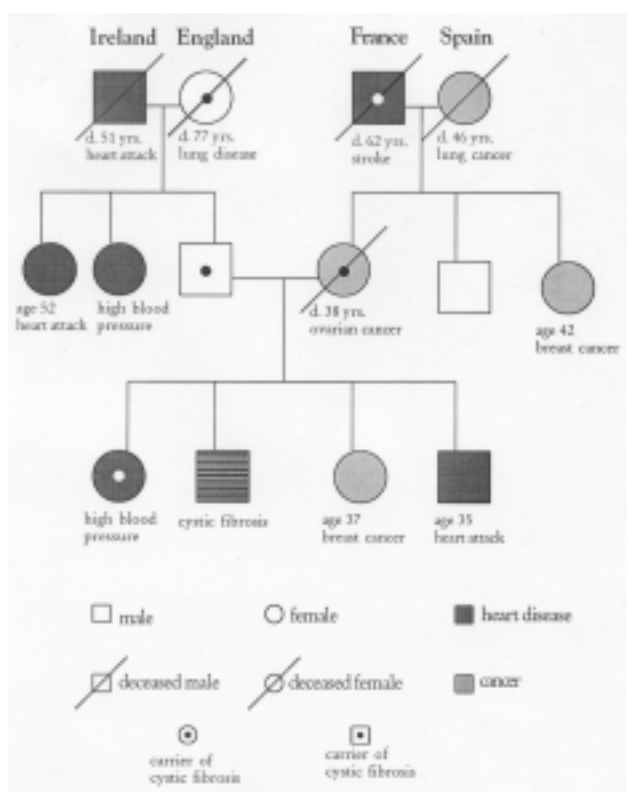 Ireland England France Spain
d. 51 yrs.
heart attack
d. 77 yrs.
lung disease
d. 62 yrs.
stroke
d. 46 yrs.
lung cancer
age 52
heart attack
high blood
pressure
d. 38 yrs.
ovarian cancer
age 42
breast cancer
high blood
pressure
cystic fibrosis
age 37
breast cancer
age 35
heart attack
male
female
heart disease
deceased male
deceased female
cancer
carrier of
cystic fibrosis
carrier of
cystic fibrosis